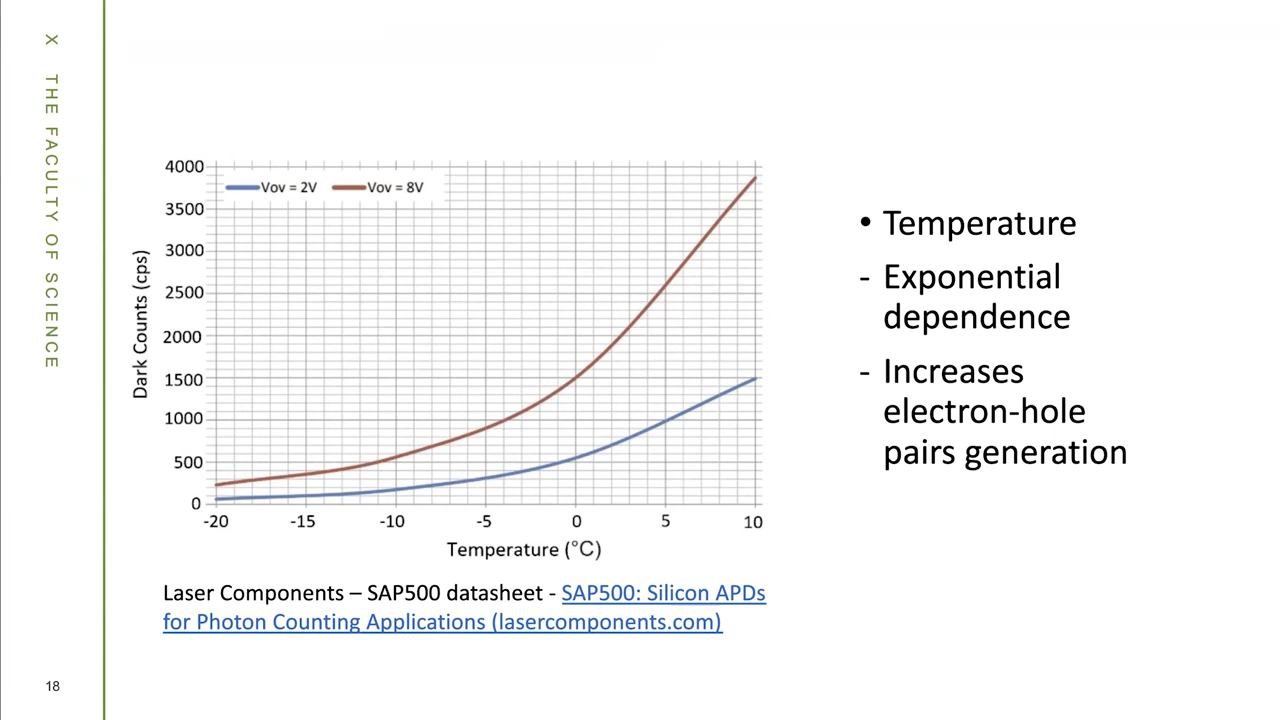 X THE FACULTY OF SCIENCE
4000
3500
3000
2500
2000
1500
1000
500
0
Vov = 2V Vov = 8V
Dark Counts (cps)
-20 -15 -10 -5 0 5 10
Temperature (°C)
Laser Components – SAP500 datasheet - SAP500: Silicon APDs
for Photon Counting Applications (lasercomponents.com)
• Temperature
- Exponential
dependence
- Increases
electron-hole
pairs generation
18